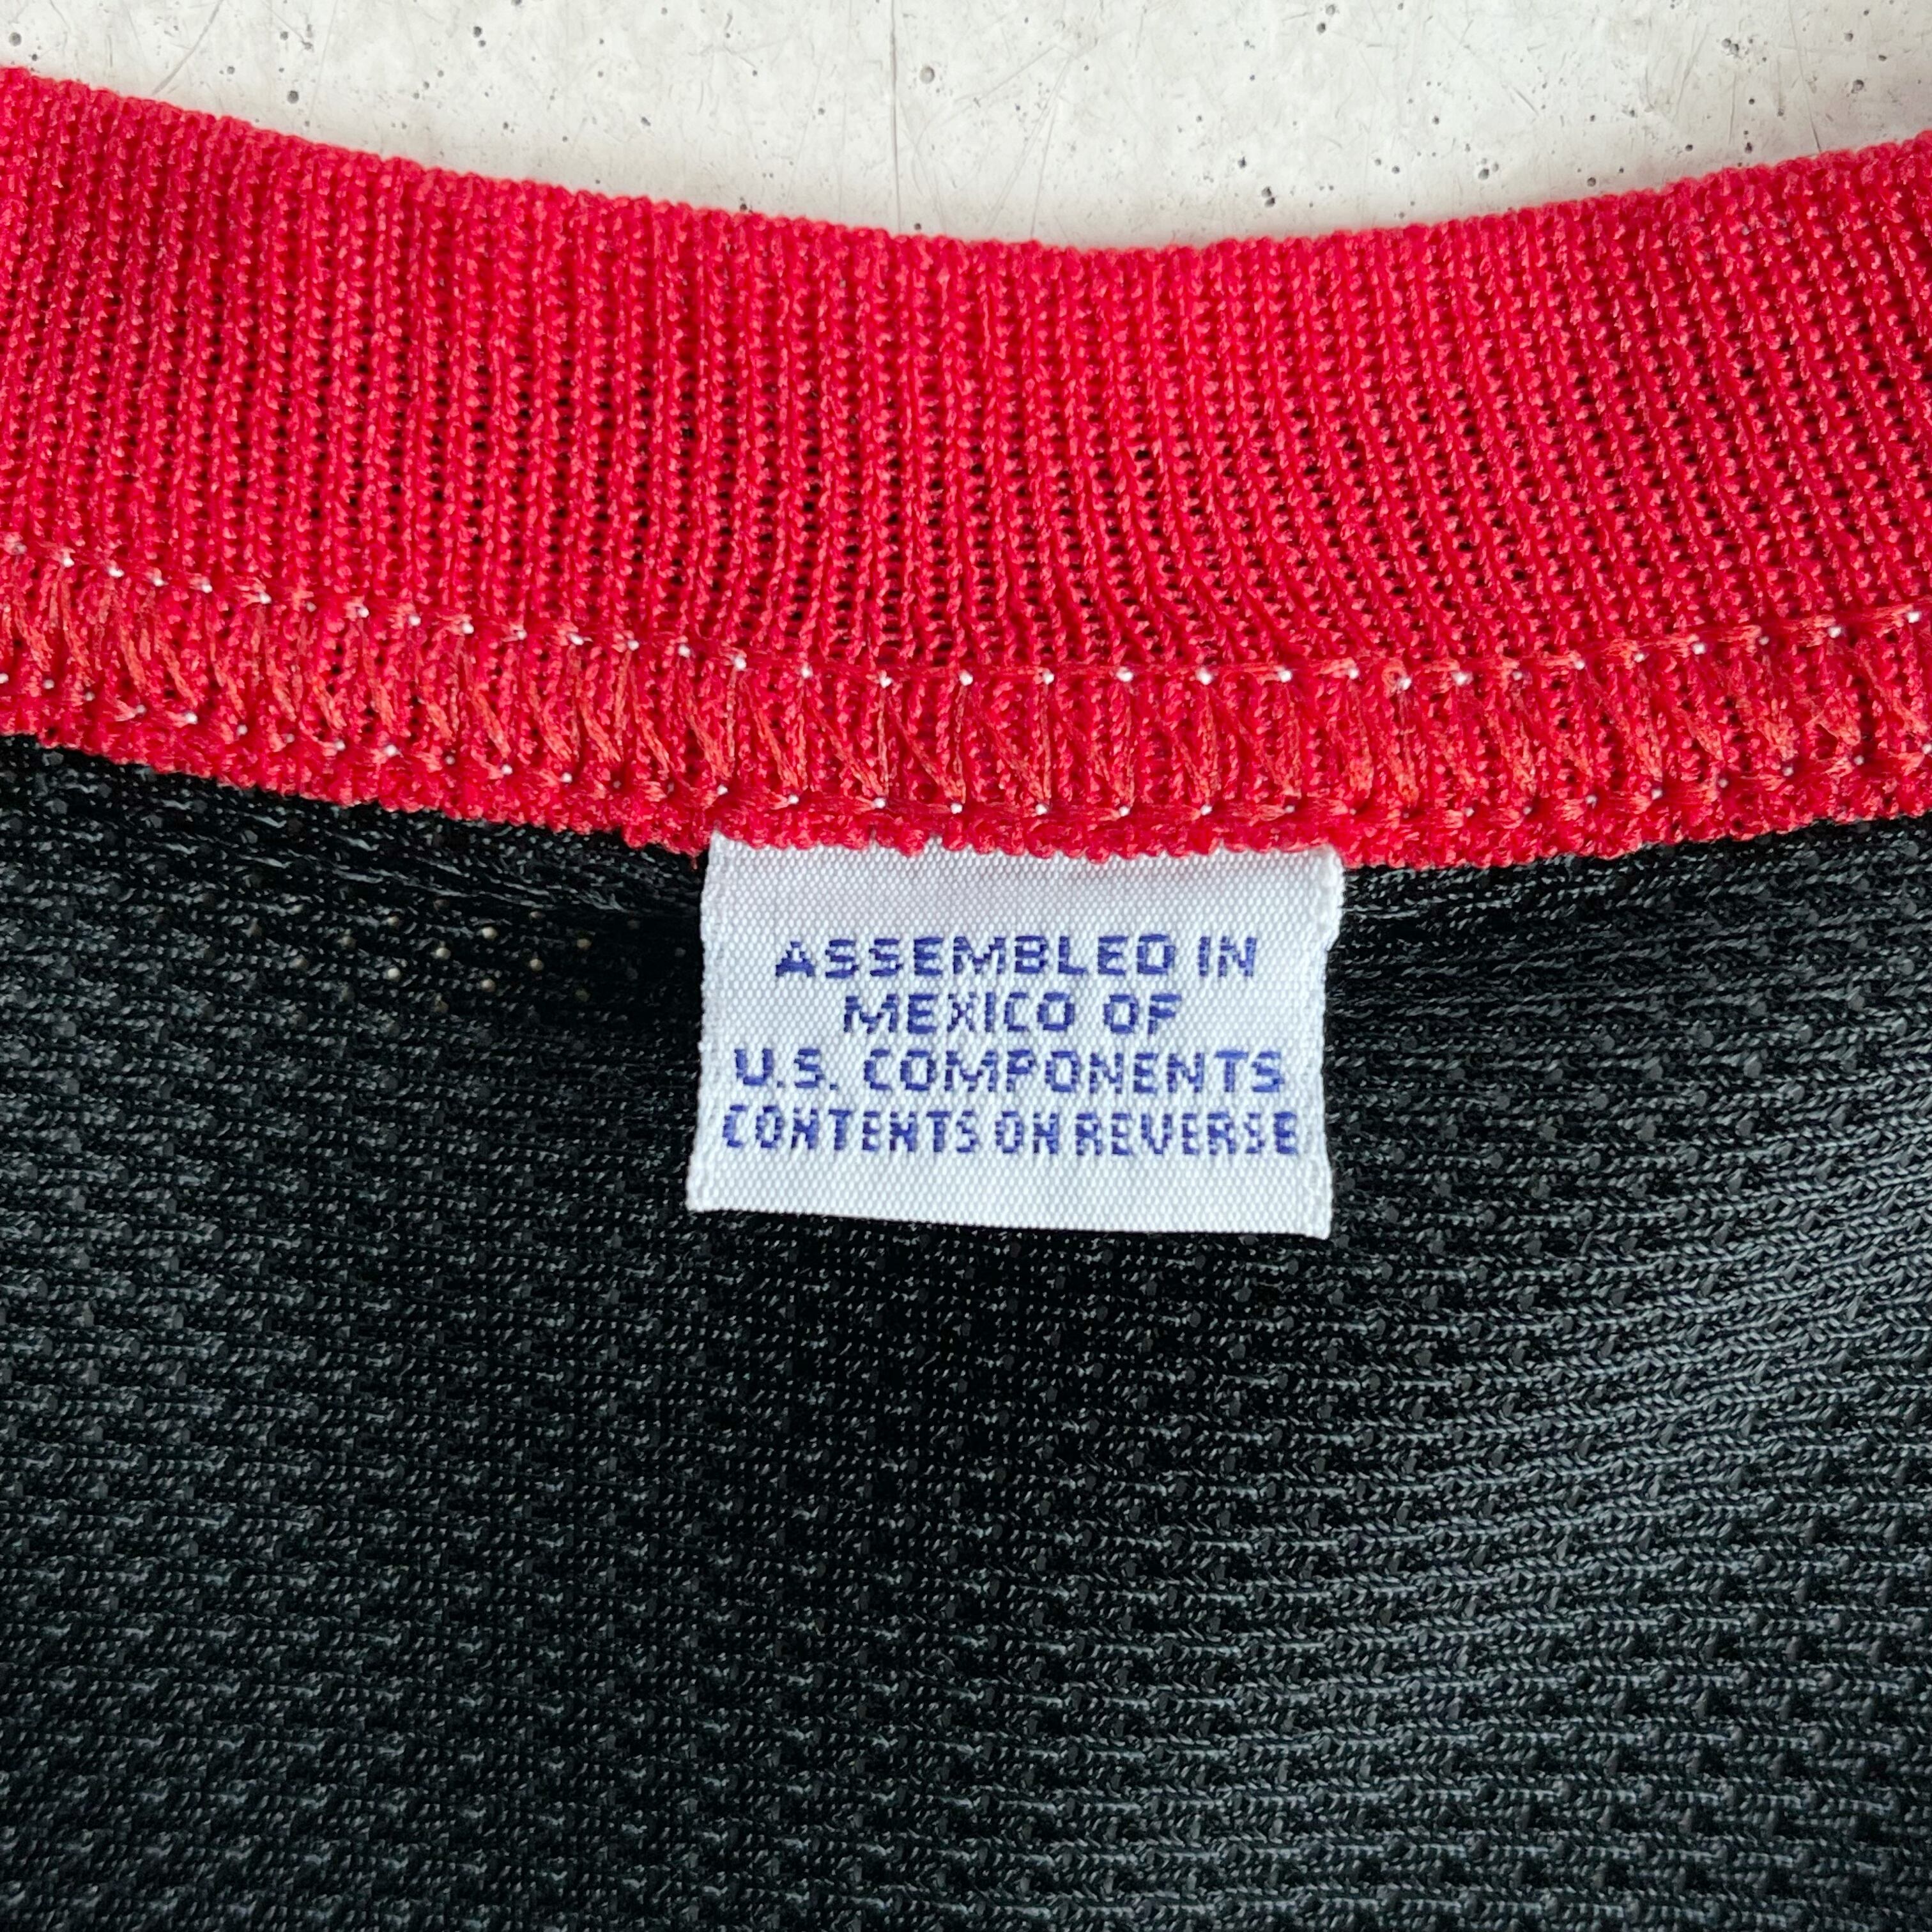 ASSEMBLED IN
MEXICO OF
U.S. COMPONENTS
CONTENTS ON REVERSE